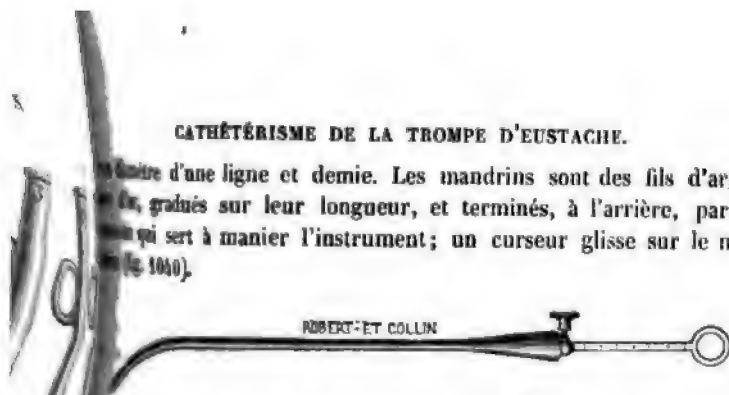 CATHÉTÉRISME DE LA TROMPE D'EUSTACHE.
d'une ligne et demie. Les mandrins sont des fils d'ar
gradués sur leur longueur, et terminés, à l'arrière, par
qui sert à manier l'instrument; un curseur glisse sur le m
1040).
ROBERT-ET COLLIN